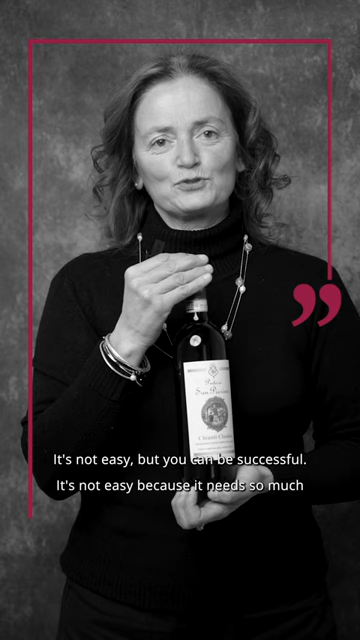 ”
Chianti Classico
It's not easy, but you can be successful.
It's not easy because it needs so much